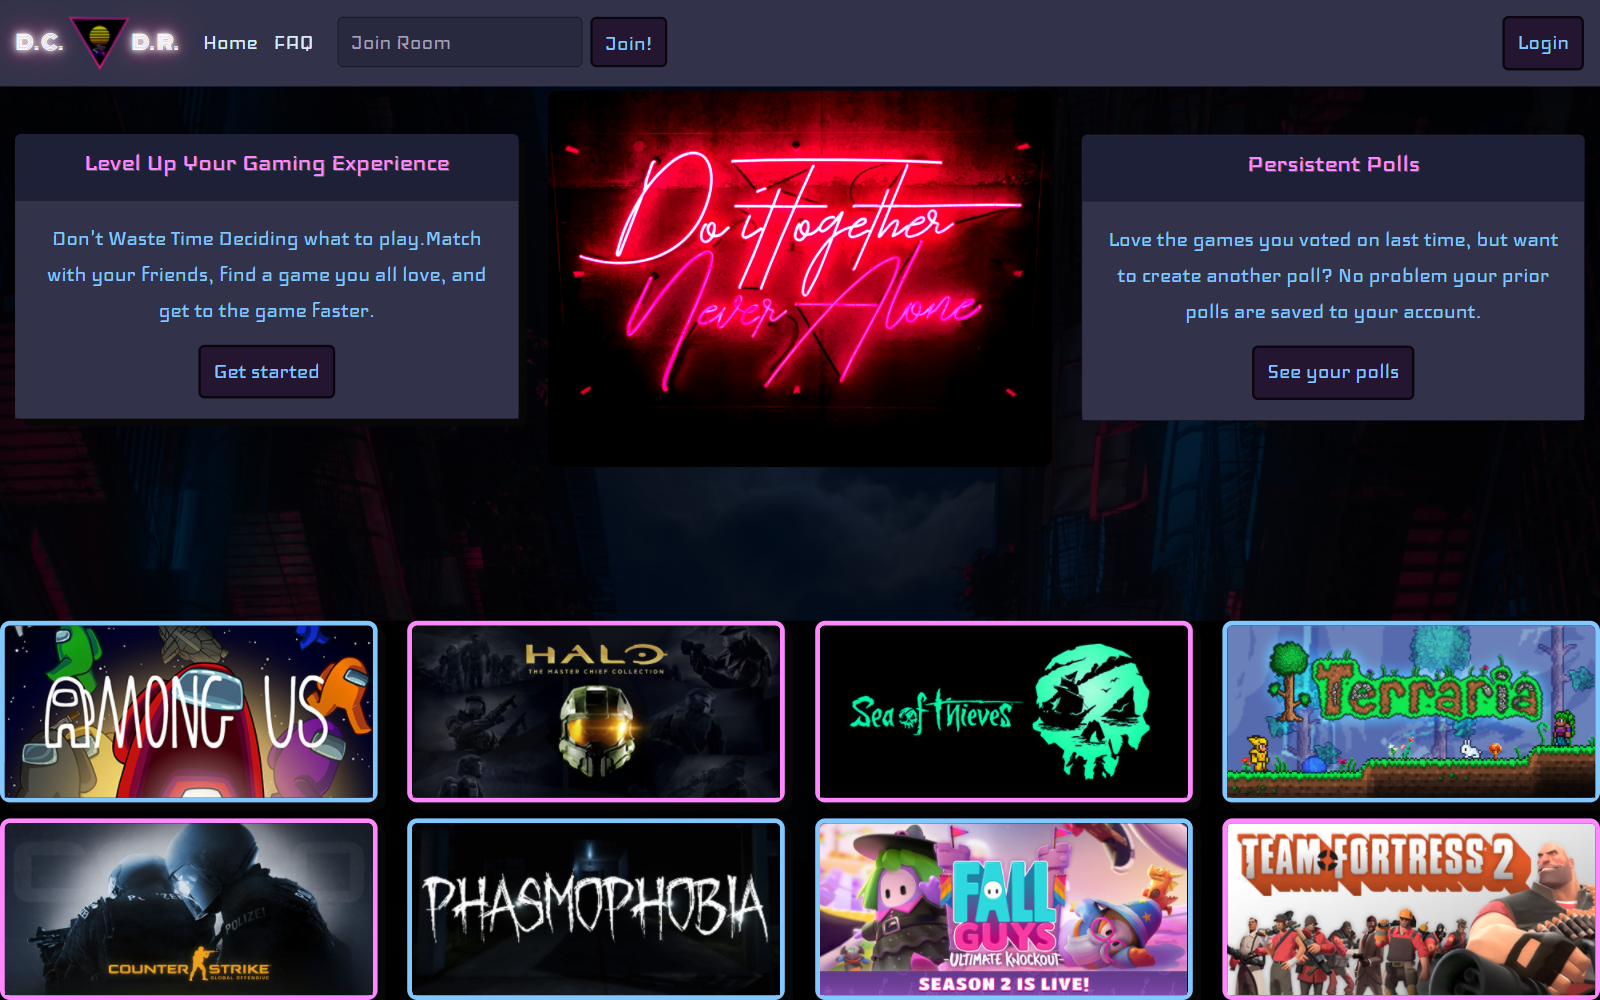 D.C.
D.R.
Home
FAQ
Join Room
Join!
Login
Level Up Your Gaming Experience
Don't Waste Time Deciding what to play.Match
with your Friends, Find a game you all love, and
get to the game Faster.
Get started
Do it together
Never Alone
Persistent Polls
Love the games you voted on last time, but want
to create another poll? No problem your prior
polls are saved to your account.
See your polls
AMONG US
HALO
THE MASTER CHIEF COLLECTION
Sea of Thieves
Terraria
POLIZEI
COUNTER STRIKE
GLOBAL OFFENSIVE
PHASMOPHOBIA
FALL
GUYS
ULTIMATE KNOCKOUT
SEASON 2 IS LIVE!
TEAM FORTRESS 2